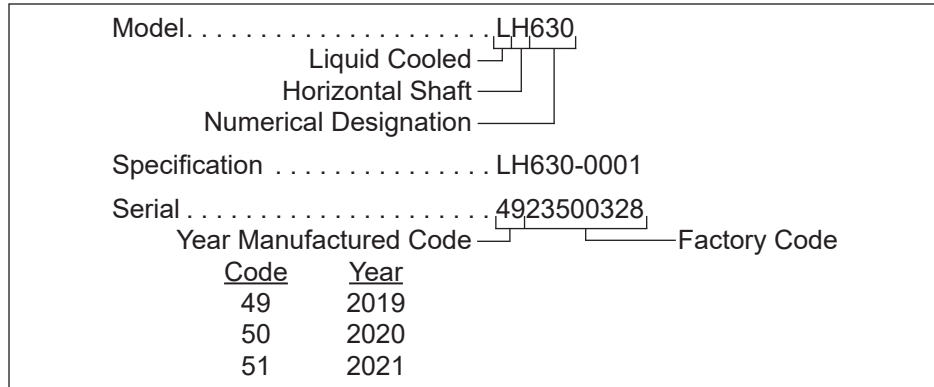 Model. . . . . . . . . . . . . . . . . . . . . LH630
Liquid Cooled
Horizontal Shaft
Numerical Designation
Specification . . . . . . . . . . . . . . . LH630-0001
Serial . . . . . . . . . . . . . . . . . . . . . 4923500328
Year Manufactured Code Factory Code
Code Year
49 2019
50 2020
51 2021